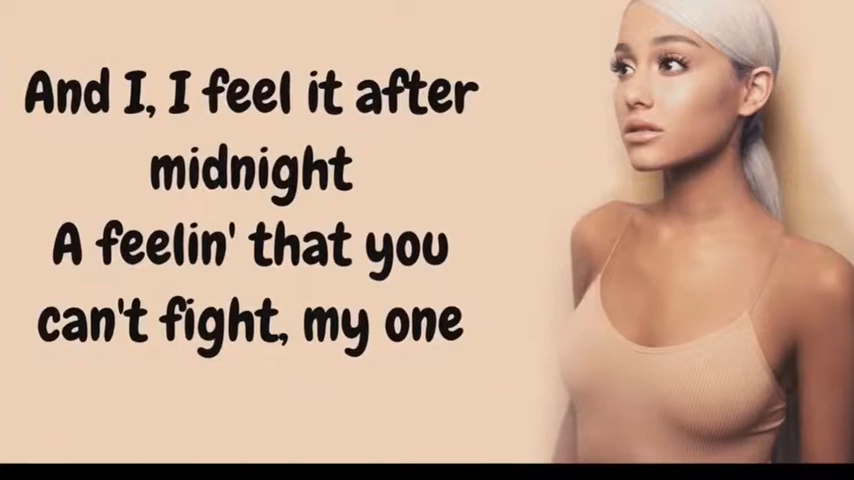 And I, I feel it after
midnight
A feelin' that you
can't fight, my one